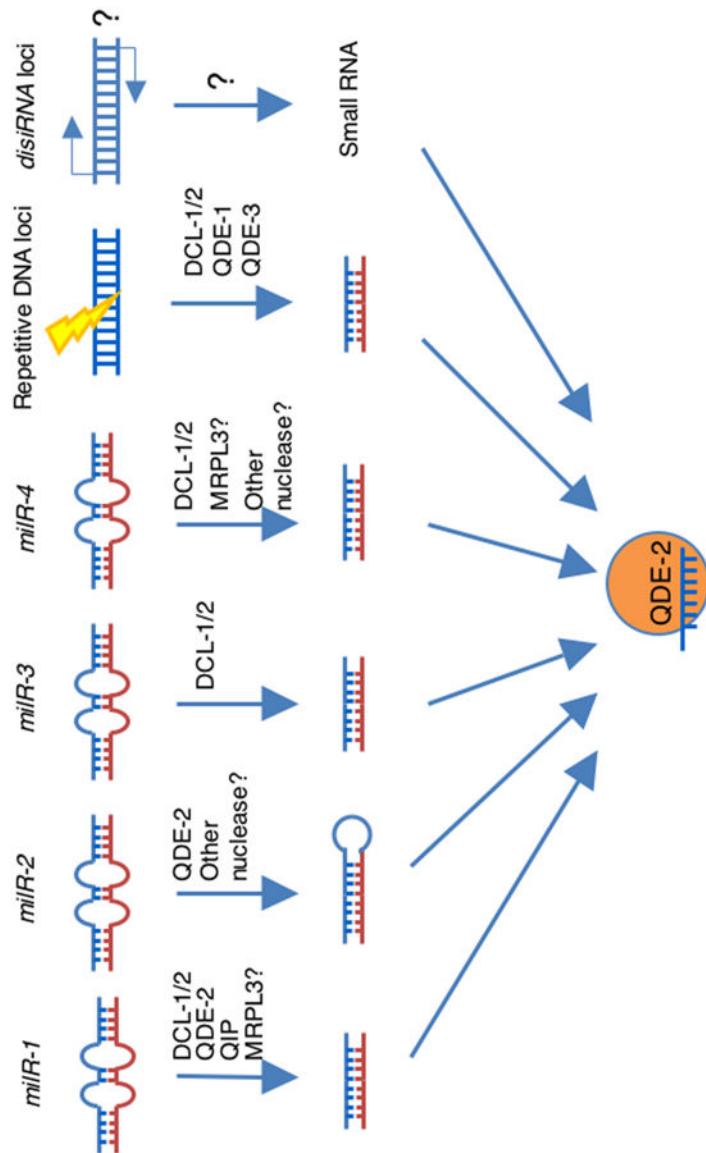 milR-1
milR-2
milR-3
milR-4
Repetitive DNA loci
disiRNA loci
?
DCL-1/2
QDE-2
QIP
MRPL3?
QDE-2
Other
nuclease?
DCL-1/2
DCL-1/2
MRPL3?
Other
nuclease?
DCL-1/2
QDE-1
QDE-3
?
Small RNA
QDE-2